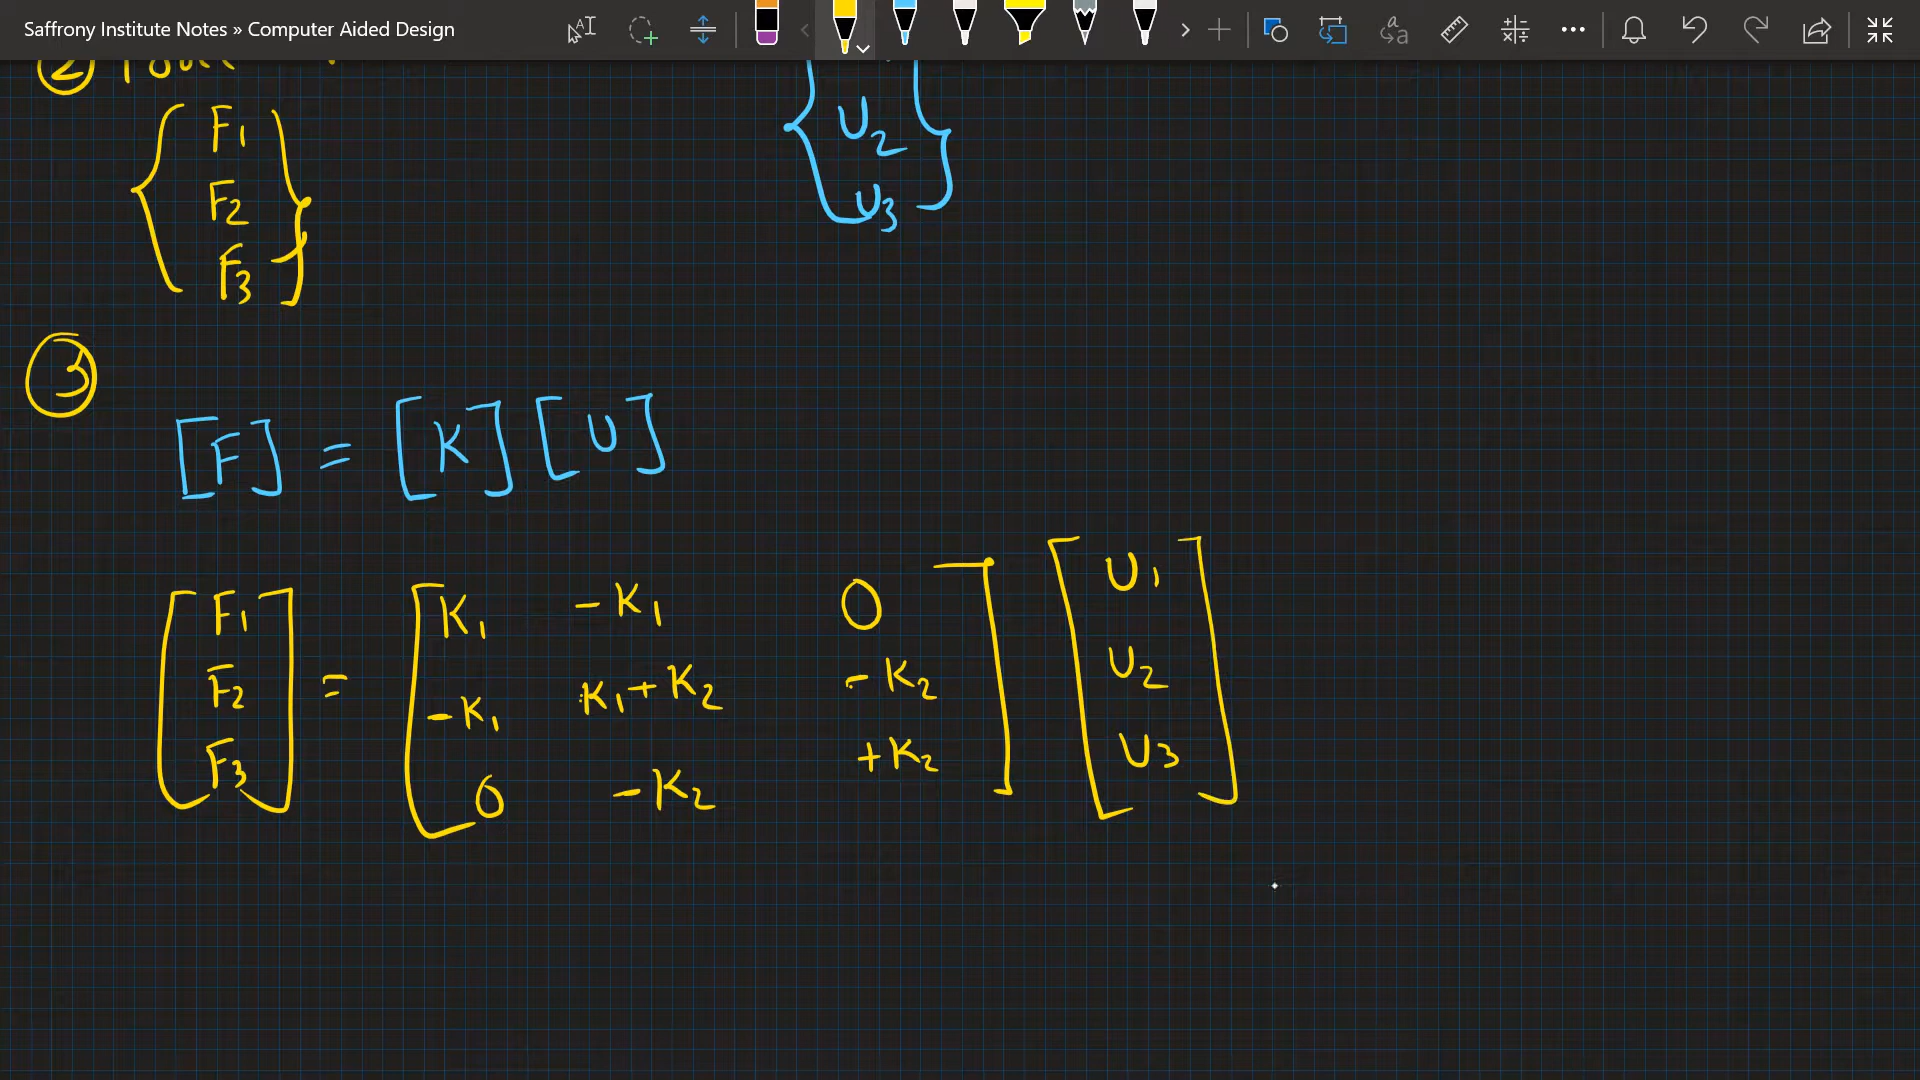 Saffrony Institute Notes » Computer Aided Design
2
{ F1
F2
F3 }
U2
U3
3
[F] = [K] [U]
[F1 F2 F3] = [K1 -K1 0
-K1 K1+K2 -K2
0 -K2 +K2] [U1 U2 U3]